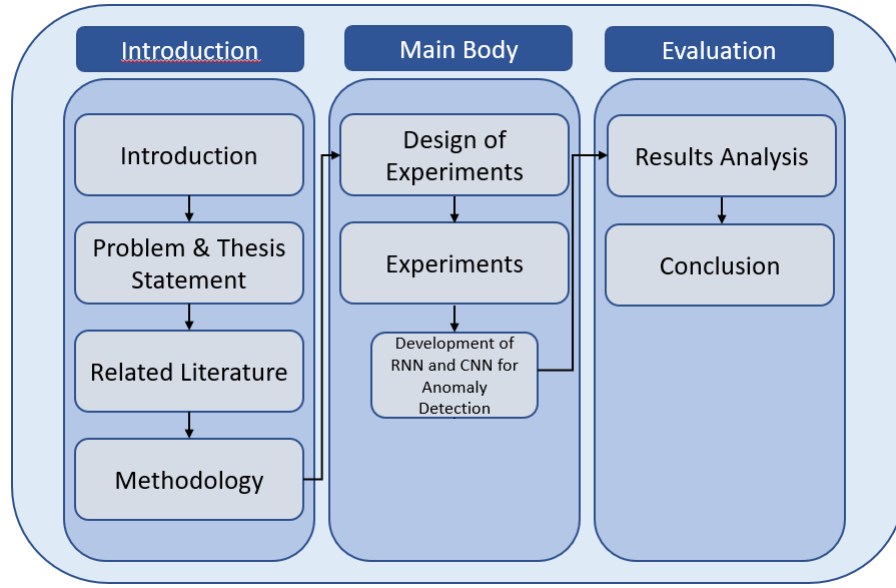 Introduction
Main Body
Evaluation
Introduction
Problem & Thesis
Statement
Related Literature
Methodology
Design of
Experiments
Experiments
Development of
RNN and CNN for
Anomaly
Detection
Results Analysis
Conclusion